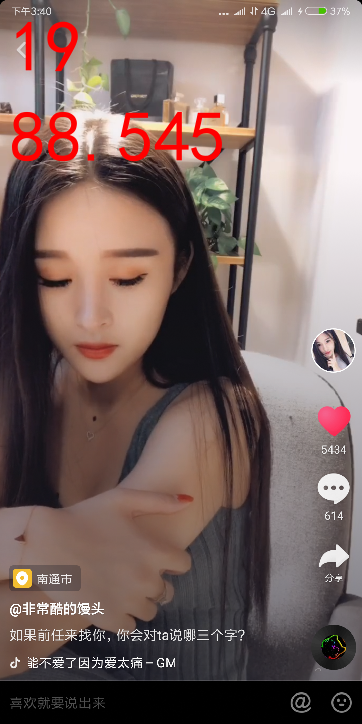 下午3:40
... 4G 37%
19
88.545
5434
614
分享
南通市
@非常酷的馒头
如果前任来找你，你会对ta说哪三个字？
能不爱了因为爱太痛 – GM
喜欢就要说出来